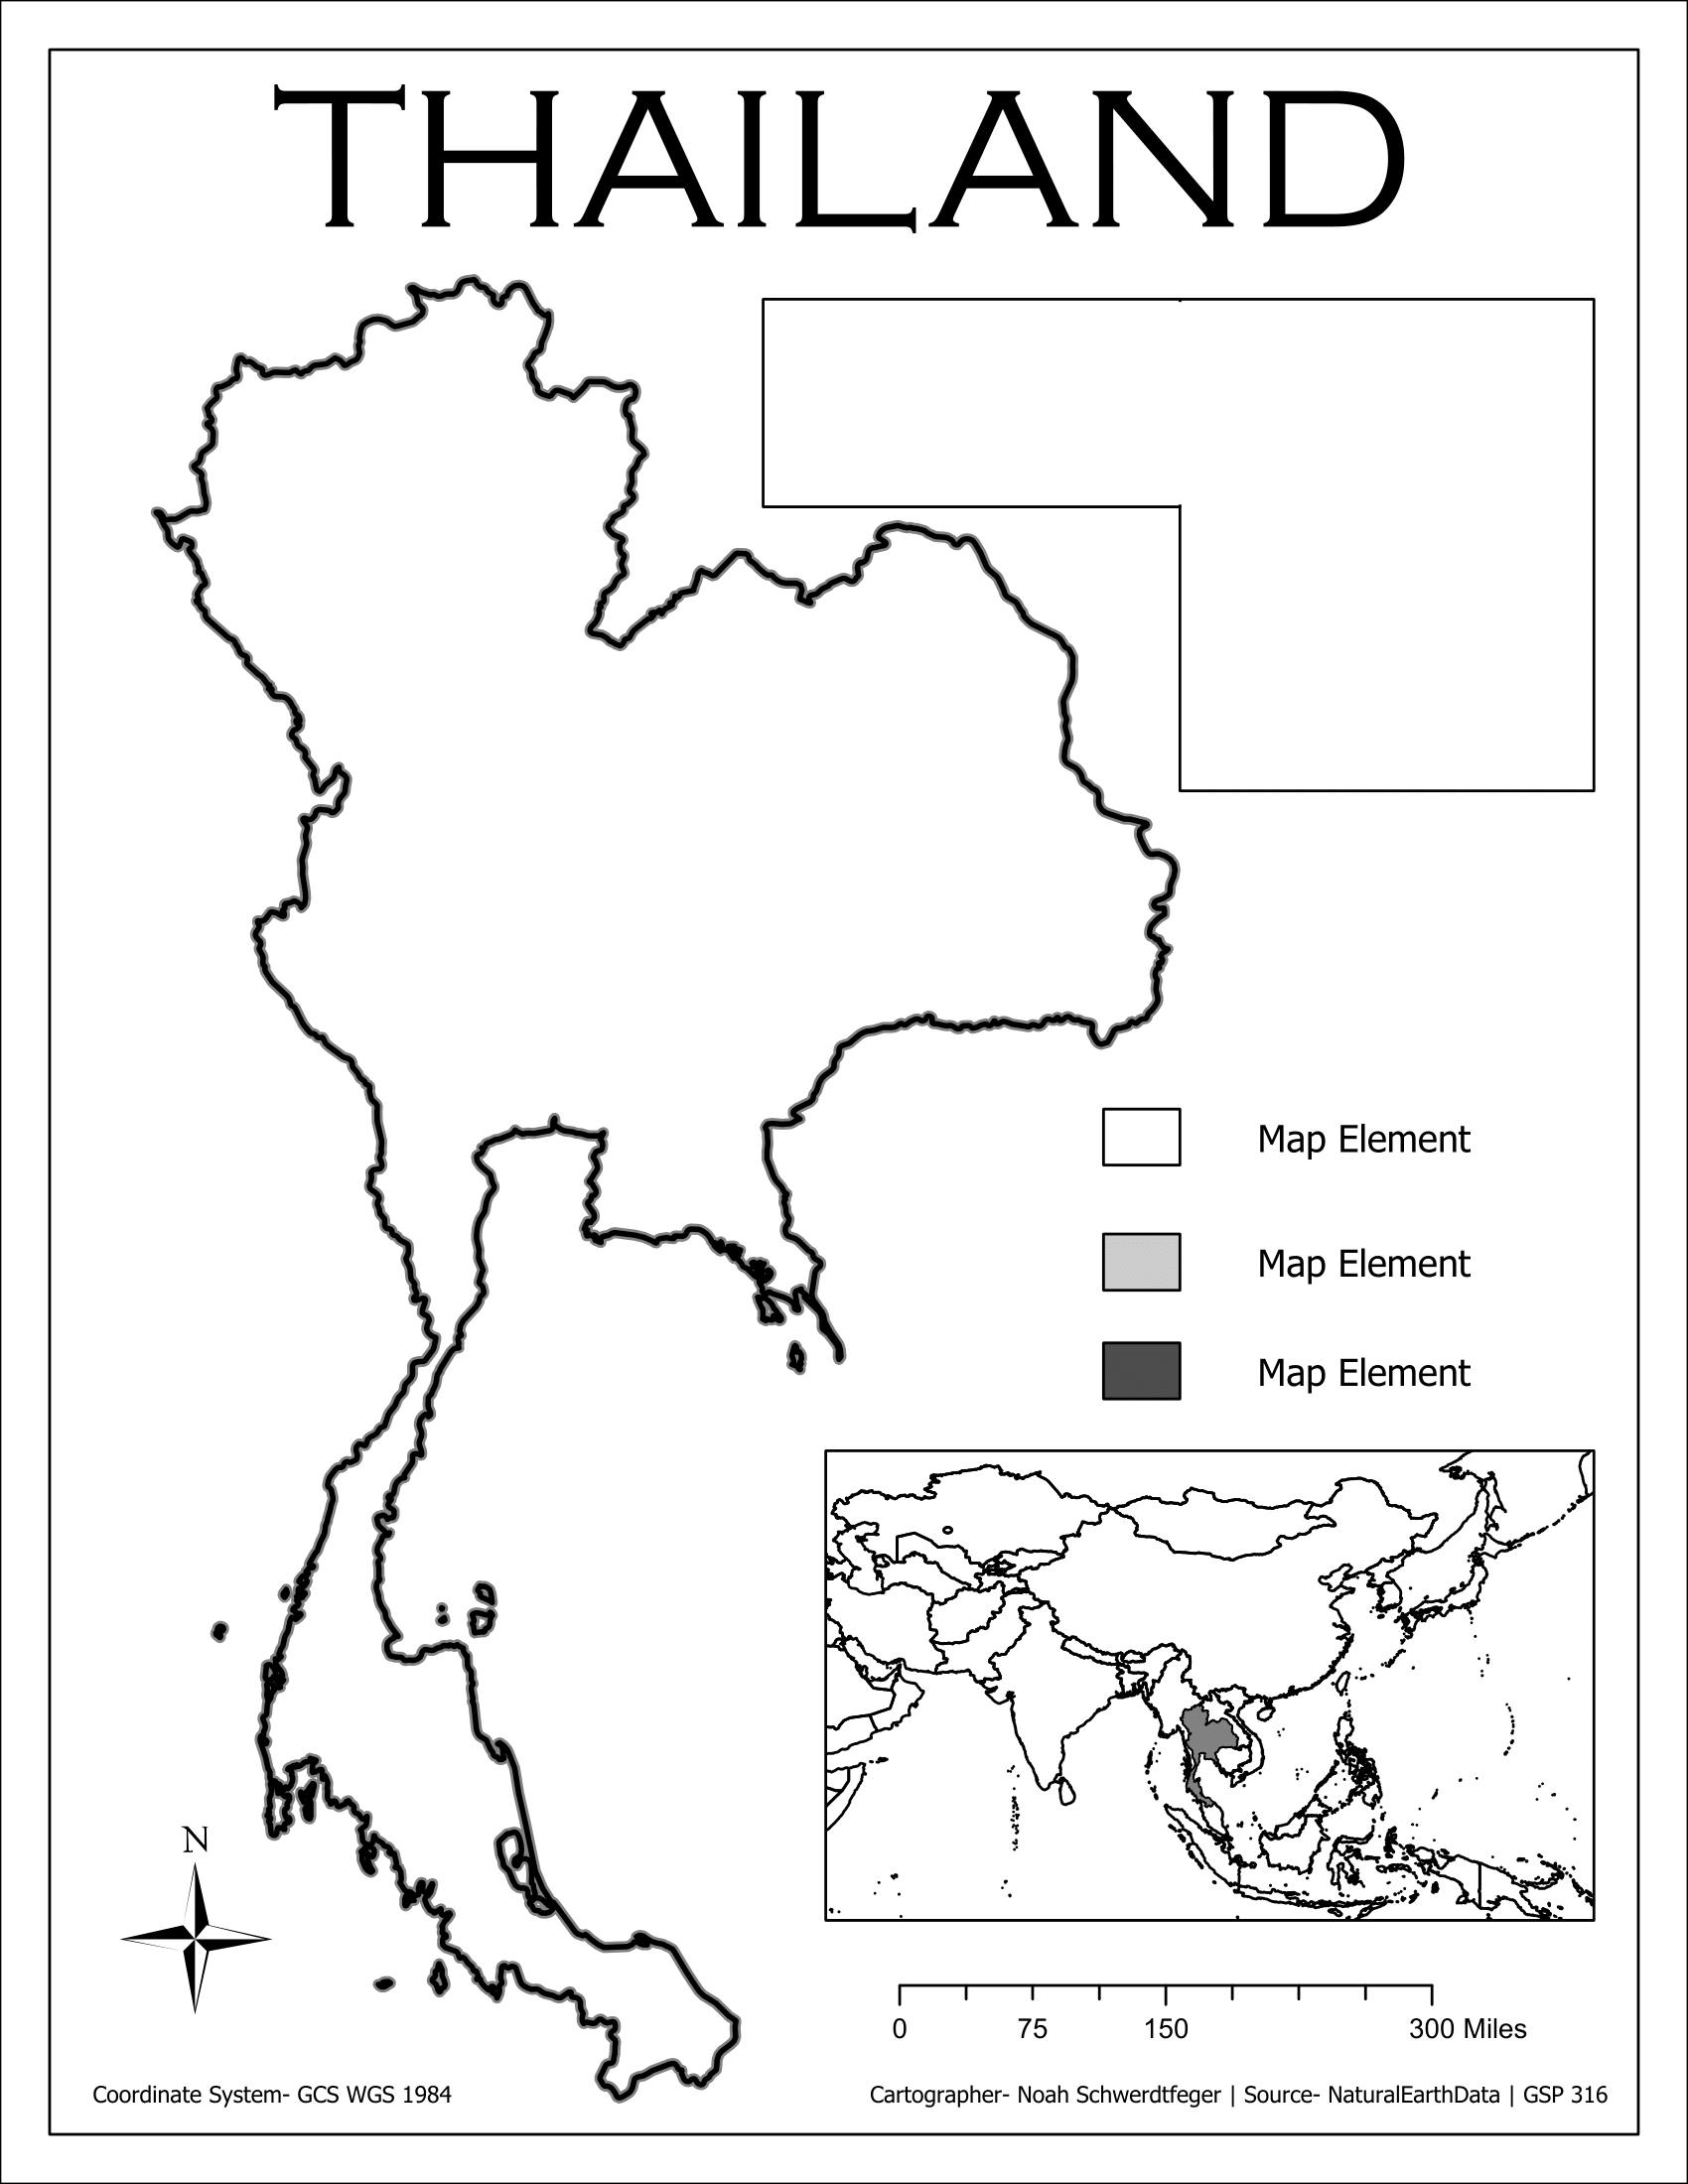 THAILAND
Map Element
Map Element
Map Element
N
0 75 150 300 Miles
Coordinate System- GCS WGS 1984
Cartographer- Noah Schwerdtfeger | Source- NaturalEarthData | GSP 316